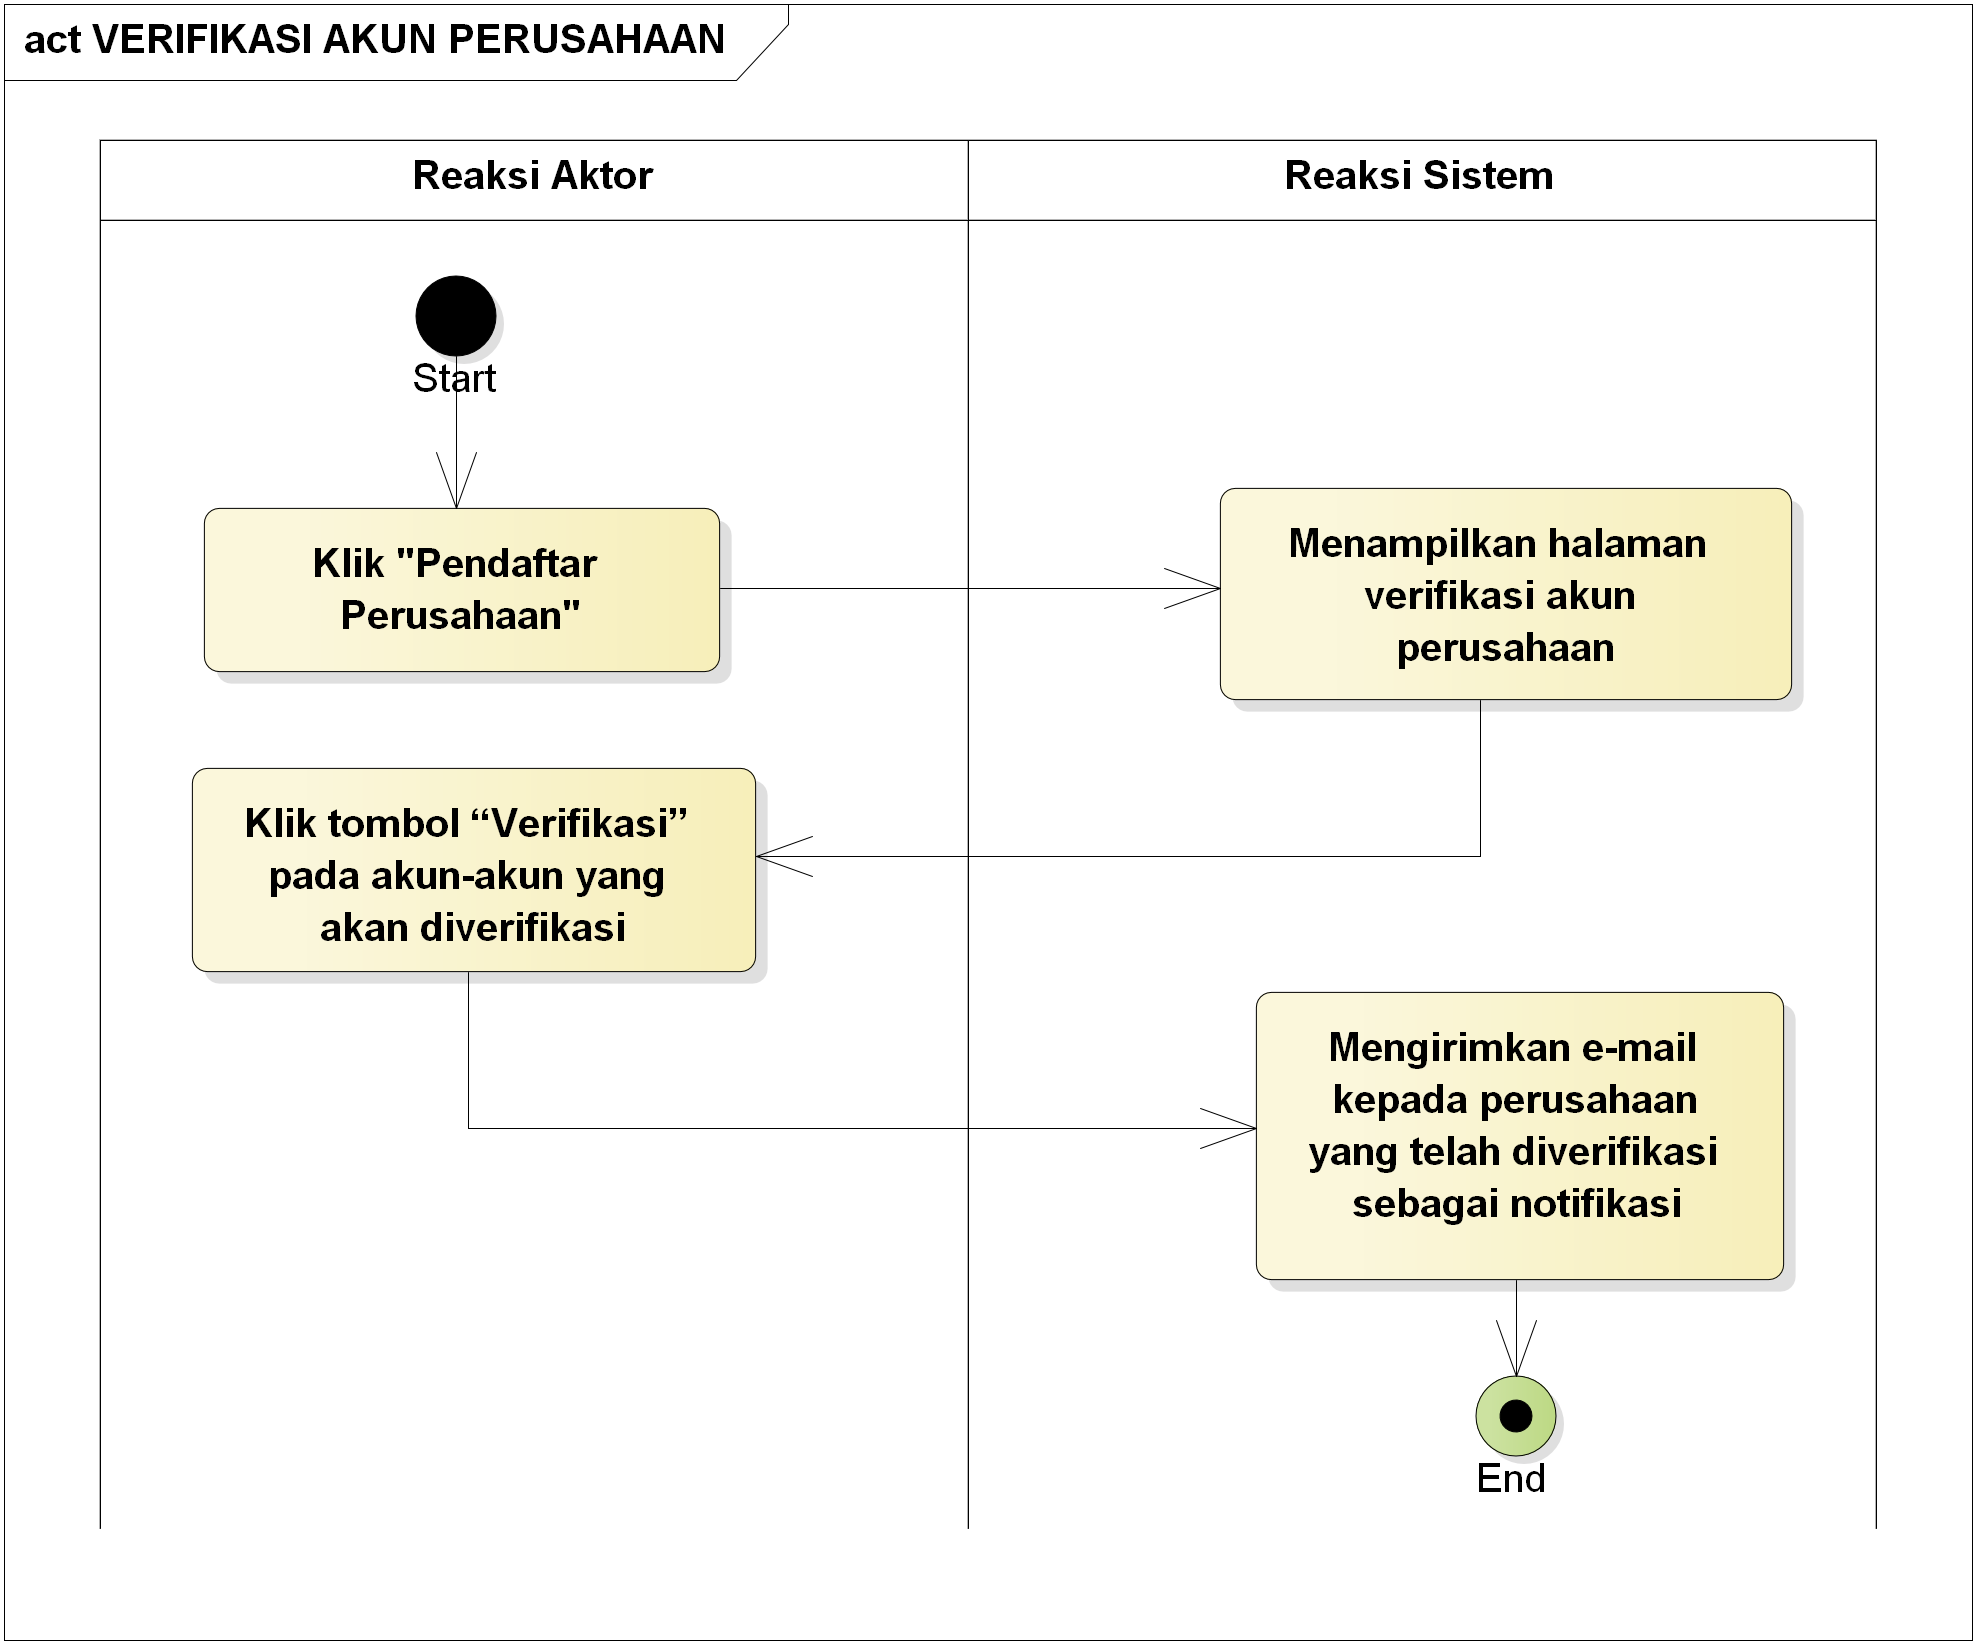 act VERIFIKASI AKUN PERUSAHAAN
Reaksi Aktor
Reaksi Sistem
Start
Klik "Pendaftar
Perusahaan"
Menampilkan halaman
verifikasi akun
perusahaan
Klik tombol “Verifikasi”
pada akun-akun yang
akan diverifikasi
Mengirimkan e-mail
kepada perusahaan
yang telah diverifikasi
sebagai notifikasi
End